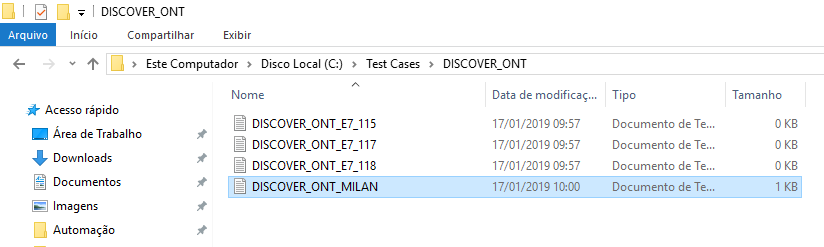 DISCOVER_ONT
Arquivo Início Compartilhar Exibir
Este Computador Disco Local (C:) Test Cases DISCOVER_ONT
Acesso rápido
Área de Trabalho
Downloads
Documentos
Imagens
Automação
Nome Data de modificaç... Tipo Tamanho
DISCOVER_ONT_E7_115 17/01/2019 09:57 Documento de Te... 0 KB
DISCOVER_ONT_E7_117 17/01/2019 09:57 Documento de Te... 0 KB
DISCOVER_ONT_E7_118 17/01/2019 09:57 Documento de Te... 0 KB
DISCOVER_ONT_MILAN 17/01/2019 10:00 Documento de Te... 1 KB